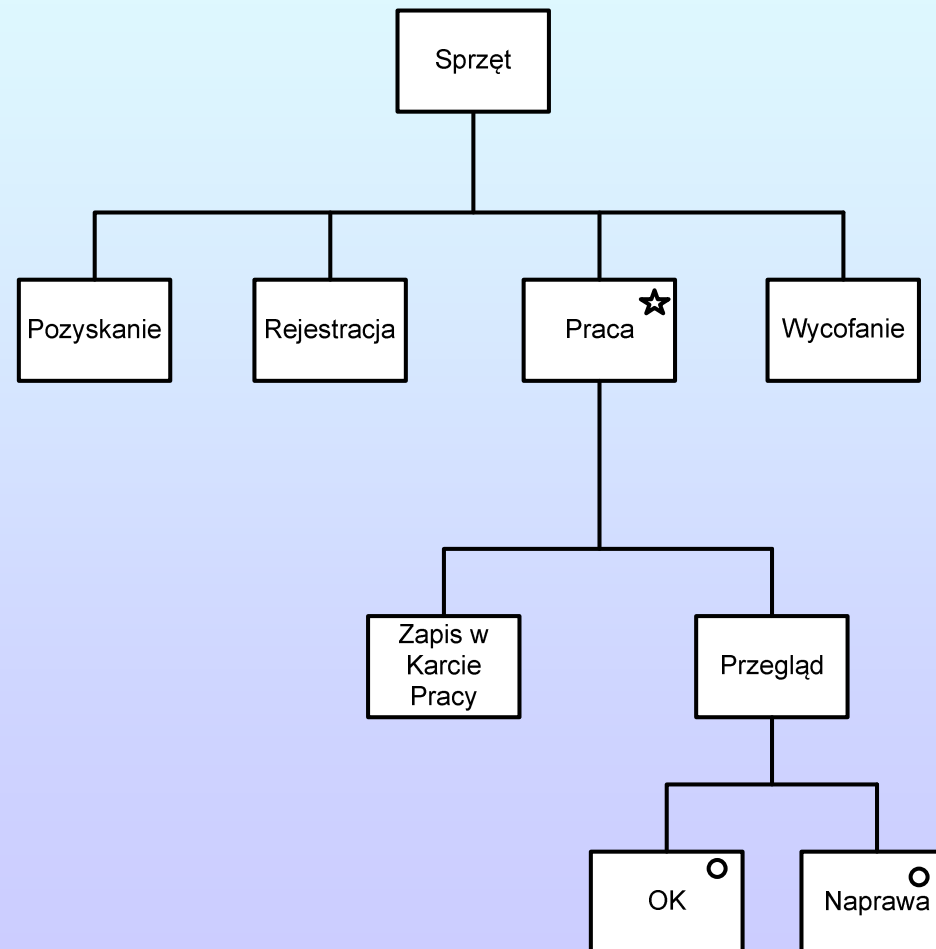 Sprzęt
Pozyskanie
Rejestracja
Praca
Wycofanie
Zapis w
Karcie
Pracy
Przegląd
OK
Naprawa